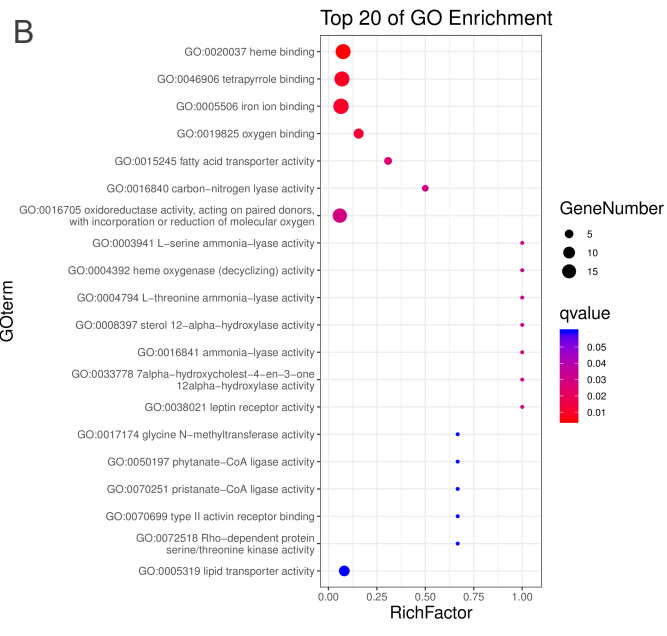 B
Top 20 of GO Enrichment
GO:0020037 heme binding
GO:0046906 tetrapyrrole binding
GO:0005506 iron ion binding
GO:0019825 oxygen binding
GO:0015245 fatty acid transporter activity
GO:0016840 carbon−nitrogen lyase activity
GO:0016705 oxidoreductase activity, acting on paired donors,
with incorporation or reduction of molecular oxygen
GO:0003941 L−serine ammonia−lyase activity
GO:0004392 heme oxygenase (decyclizing) activity
GO:0004794 L−threonine ammonia−lyase activity
GO:0008397 sterol 12−alpha−hydroxylase activity
GO:0016841 ammonia−lyase activity
GO:0033778 7alpha−hydroxycholest−4−en−3−one
12alpha−hydroxylase activity
GO:0038021 leptin receptor activity
GO:0017174 glycine N−methyltransferase activity
GO:0050197 phytanate−CoA ligase activity
GO:0070251 pristanate−CoA ligase activity
GO:0070699 type II activin receptor binding
GO:0072518 Rho−dependent protein
serine/threonine kinase activity
GO:0005319 lipid transporter activity
GOterm
0.00
0.25
0.50
0.75
1.00
RichFactor
GeneNumber
5
10
15
qvalue
0.05
0.04
0.03
0.02
0.01